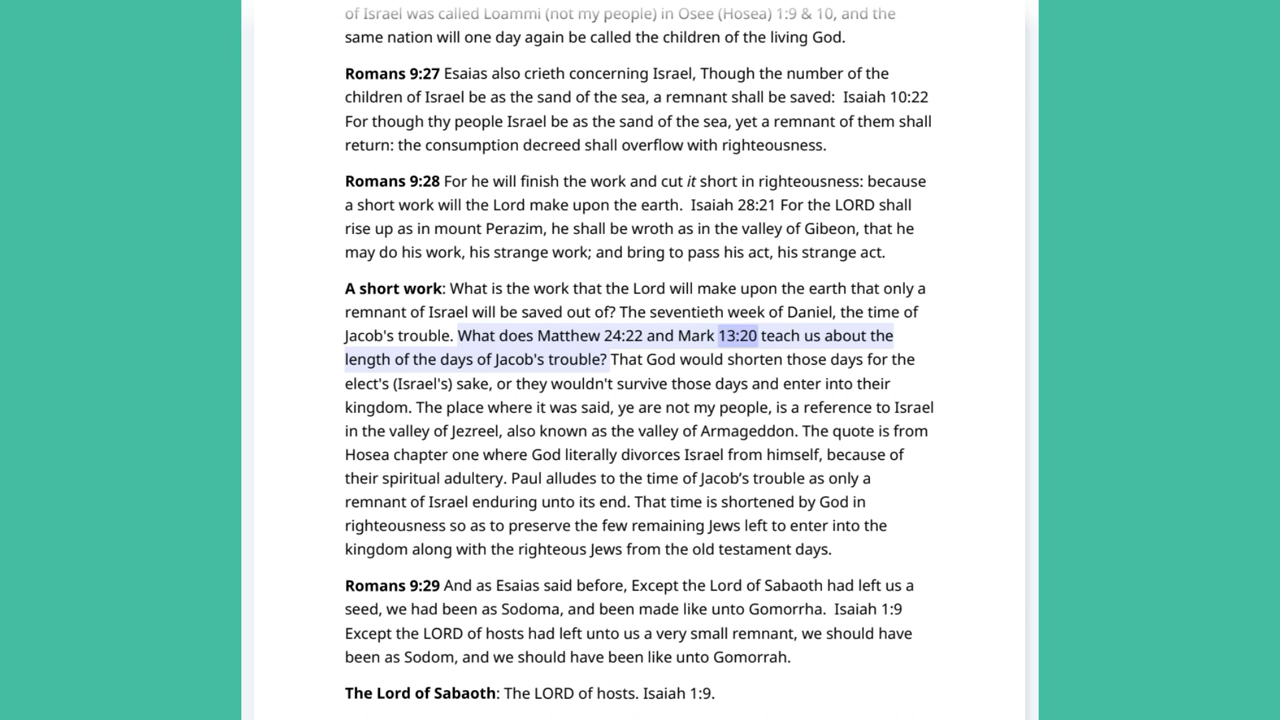 of Israel was called Loammi (not my people) in Osee (Hosea) 1:9 & 10, and the
same nation will one day again be called the children of the living God.
Romans 9:27 Esaias also crieth concerning Israel, Though the number of the
children of Israel be as the sand of the sea, a remnant shall be saved:  Isaiah 10:22
For though thy people Israel be as the sand of the sea, yet a remnant of them shall
return: the consumption decreed shall overflow with righteousness.
Romans 9:28 For he will finish the work and cut it short in righteousness: because
a short work will the Lord make upon the earth.  Isaiah 28:21 For the LORD shall
rise up as in mount Perazim, he shall be wroth as in the valley of Gibeon, that he
may do his work, his strange work; and bring to pass his act, his strange act.
A short work: What is the work that the Lord will make upon the earth that only a
remnant of Israel will be saved out of? The seventieth week of Daniel, the time of
Jacob's trouble. What does Matthew 24:22 and Mark 13:20 teach us about the
length of the days of Jacob's trouble? That God would shorten those days for the
elect's (Israel's) sake, or they wouldn't survive those days and enter into their
kingdom. The place where it was said, ye are not my people, is a reference to Israel
in the valley of Jezreel, also known as the valley of Armageddon. The quote is from
Hosea chapter one where God literally divorces Israel from himself, because of
their spiritual adultery. Paul alludes to the time of Jacob’s trouble as only a
remnant of Israel enduring unto its end. That time is shortened by God in
righteousness so as to preserve the few remaining Jews left to enter into the
kingdom along with the righteous Jews from the old testament days.
Romans 9:29 And as Esaias said before, Except the Lord of Sabaoth had left us a
seed, we had been as Sodoma, and been made like unto Gomorrha.  Isaiah 1:9
Except the LORD of hosts had left unto us a very small remnant, we should have
been as Sodom, and we should have been like unto Gomorrah.
The Lord of Sabaoth: The LORD of hosts. Isaiah 1:9.